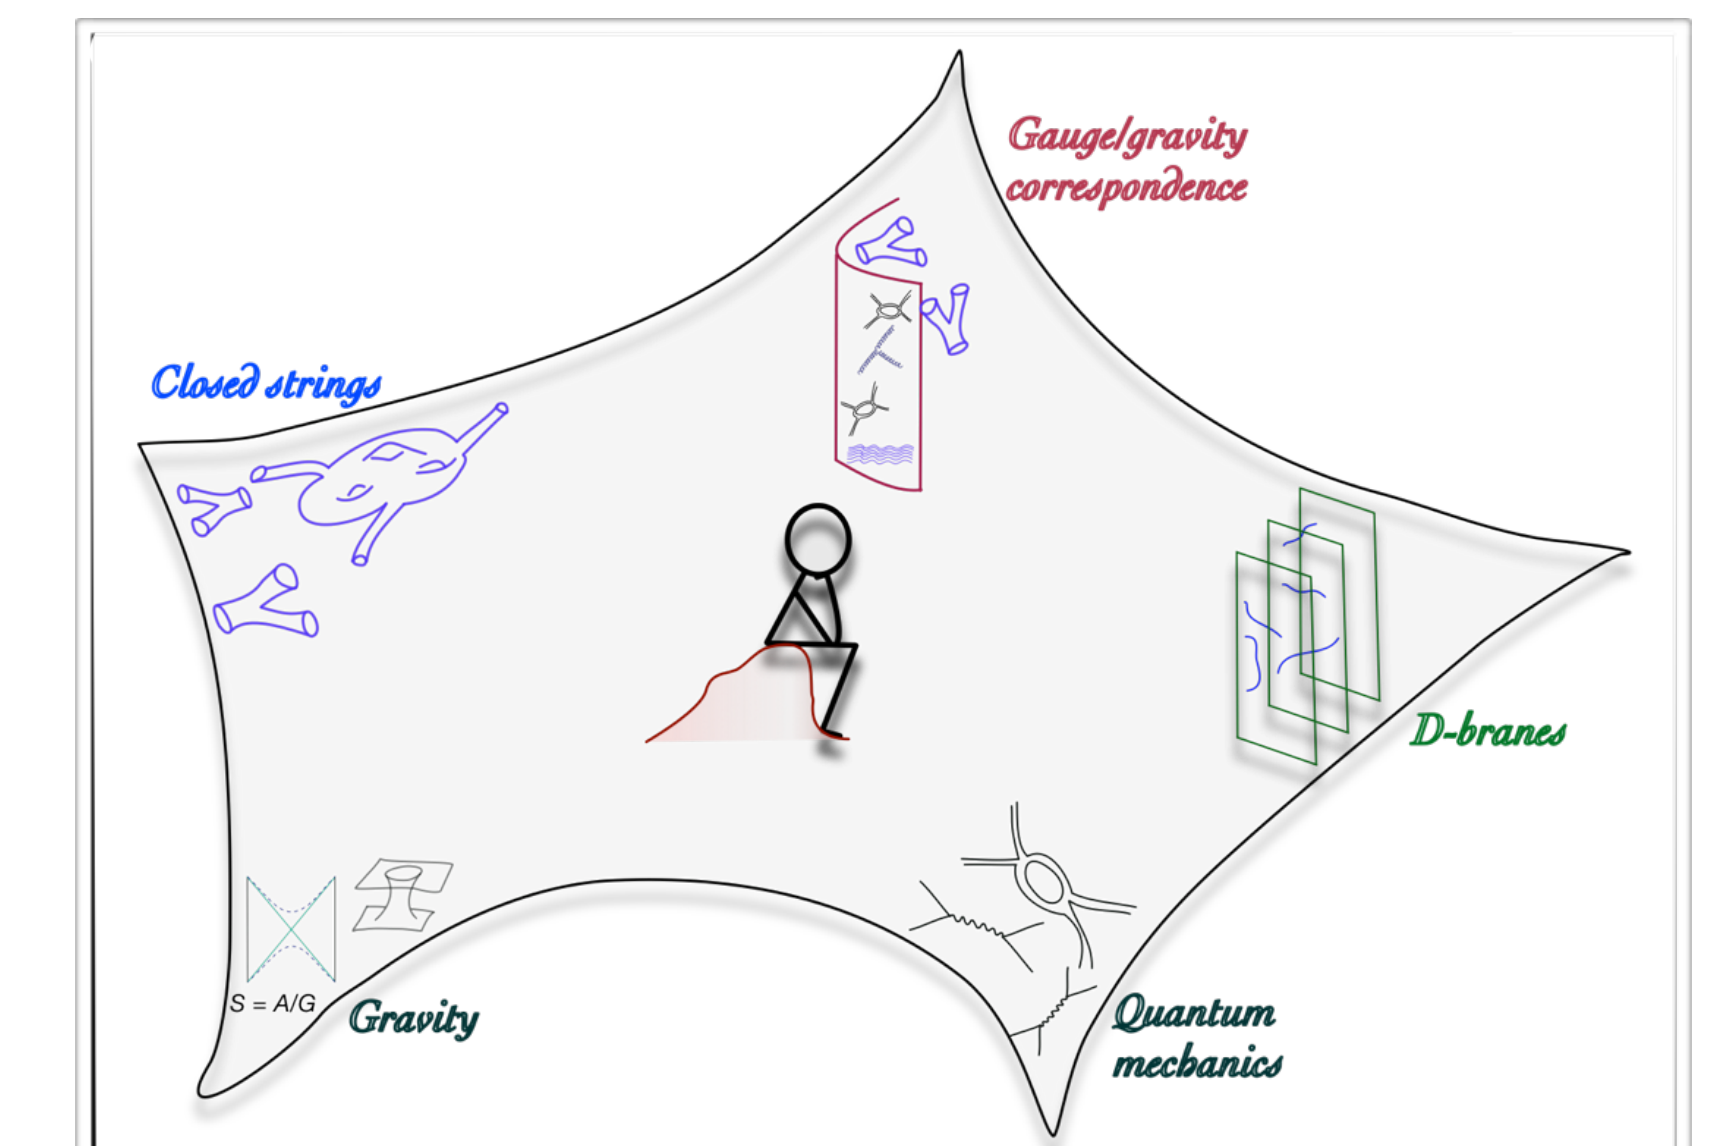 Gauge/gravity
correspondence
Closed strings
D-branes
S = A/G
Gravity
Quantum
mechanics